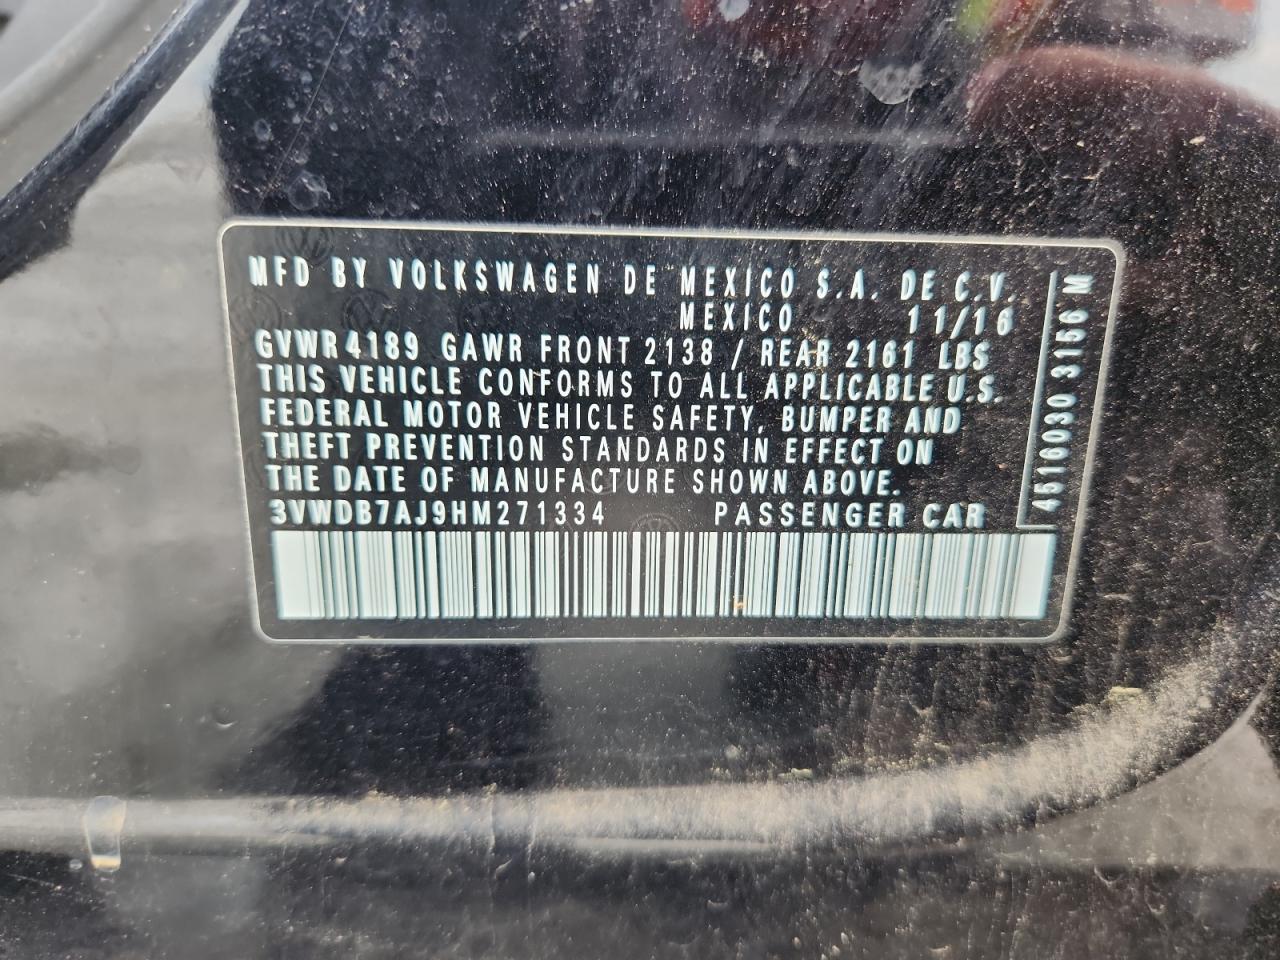 MFD BY VOLKSWAGEN DE MEXICO S.A. DE C.V.
MEXICO 11/16
GVWR 4189 GAWR FRONT 2138 / REAR 2161 LBS
THIS VEHICLE CONFORMS TO ALL APPLICABLE U.S.
FEDERAL MOTOR VEHICLE SAFETY, BUMPER AND
THEFT PREVENTION STANDARDS IN EFFECT ON
THE DATE OF MANUFACTURE SHOWN ABOVE.
3VWDB7AJ9HM271334 PASSENGER CAR
4510030 3156 M